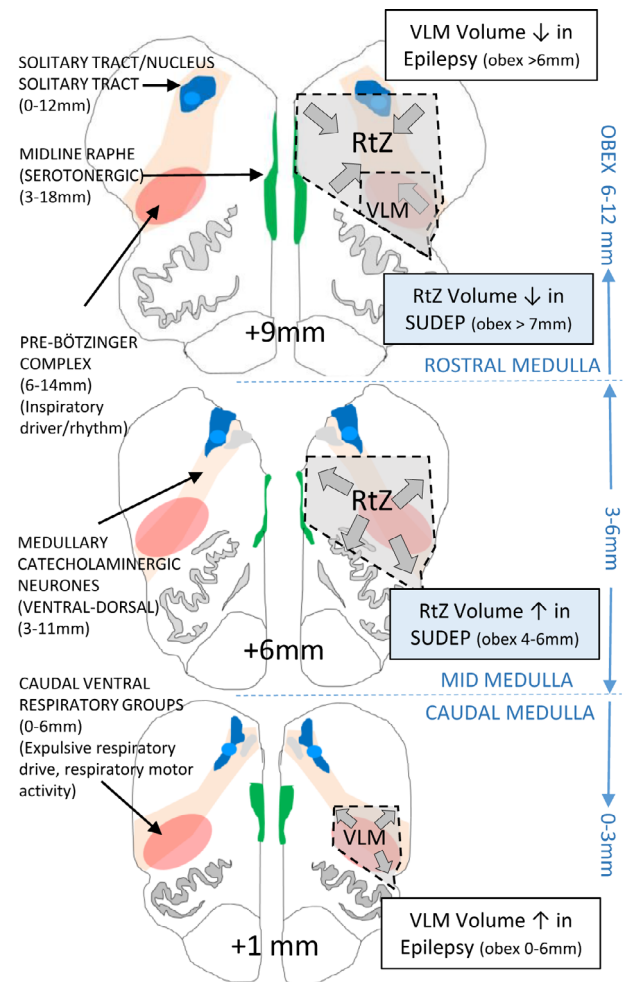 VLM Volume ↓ in
Epilepsy (obex >6mm)
SOLITARY TRACT/NUCLEUS
SOLITARY TRACT
(0-12mm)
RtZ
MIDLINE RAPHE
(SEROTONERGIC)
(3-18mm)
VLM
OBEX 6-12 mm
RtZ Volume ↓ in
SUDEP (obex > 7mm)
+9mm
PRE-BÖTZINGER
COMPLEX
(6-14mm)
(Inspiratory
driver/rhythm)
ROSTRAL MEDULLA
RtZ
3-6mm
MEDULLARY
CATECHOLAMINERGIC
NEURONES
(VENTRAL-DORSAL)
(3-11mm)
RtZ Volume ↑ in
SUDEP (obex 4-6mm)
+6mm
MID MEDULLA
CAUDAL VENTRAL
RESPIRATORY GROUPS
(0-6mm)
(Expulsive respiratory
drive, respiratory motor
activity)
CAUDAL MEDULLA
VLM
0-3mm
+1 mm
VLM Volume ↑ in
Epilepsy (obex 0-6mm)